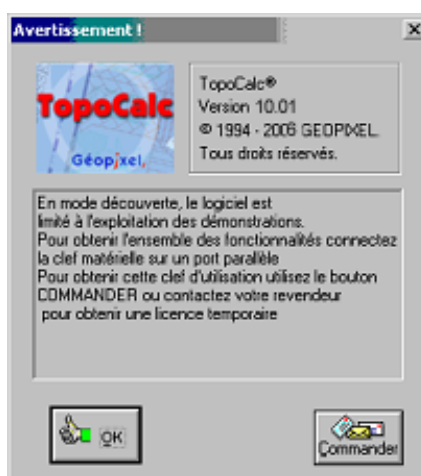 Avertissement !
TopoCalc
Géopixel,
TopoCalc®
Version 10.01
© 1994 - 2006 GEOPIXEL.
Tous droits réservés.
En mode découverte, le logiciel est
limité à l'exploitation des démonstrations.
Pour obtenir l'ensemble des fonctionnalités connectez
la clef matérielle sur un port parallèle
Pour obtenir cette clef d'utilisation utilisez le bouton
COMMANDER ou contactez votre revendeur
pour obtenir une licence temporaire
OK
Commander